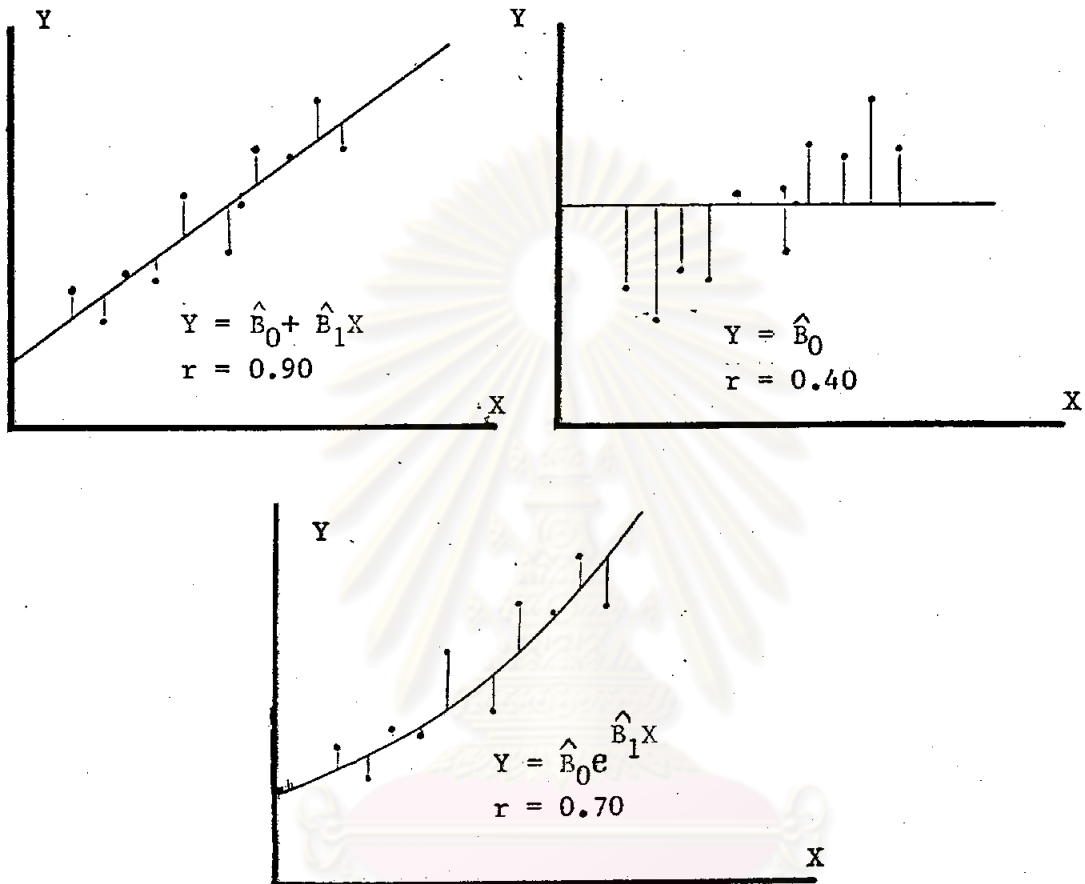 Y
Y = B̂₀ + B̂₁X
r = 0.90
X
Y
Y = B̂₀
r = 0.40
X
Y
Y = B̂₀e^B̂₁X
r = 0.70
X